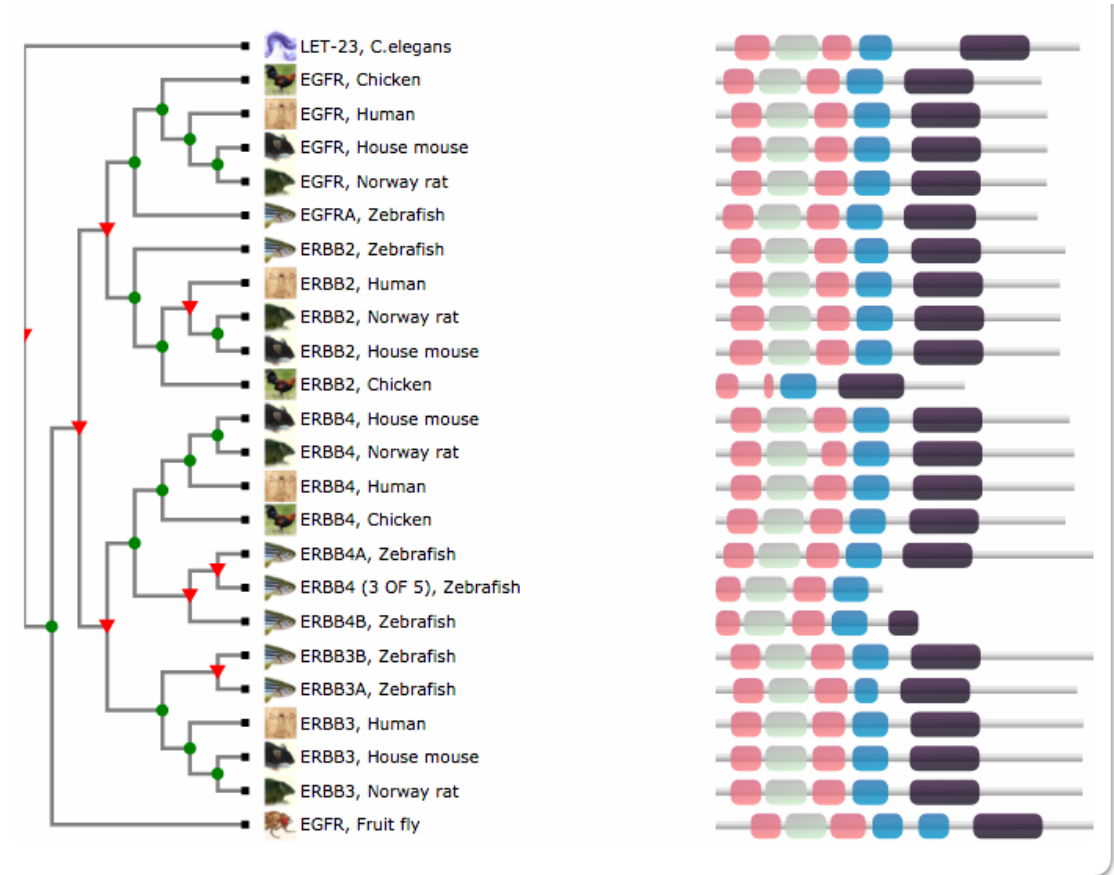 LET-23, C.elegans
EGFR, Chicken
EGFR, Human
EGFR, House mouse
EGFR, Norway rat
EGFRA, Zebrafish
ERBB2, Zebrafish
ERBB2, Human
ERBB2, Norway rat
ERBB2, House mouse
ERBB2, Chicken
ERBB4, House mouse
ERBB4, Norway rat
ERBB4, Human
ERBB4, Chicken
ERBB4A, Zebrafish
ERBB4 (3 OF 5), Zebrafish
ERBB4B, Zebrafish
ERBB3B, Zebrafish
ERBB3A, Zebrafish
ERBB3, Human
ERBB3, House mouse
ERBB3, Norway rat
EGFR, Fruit fly